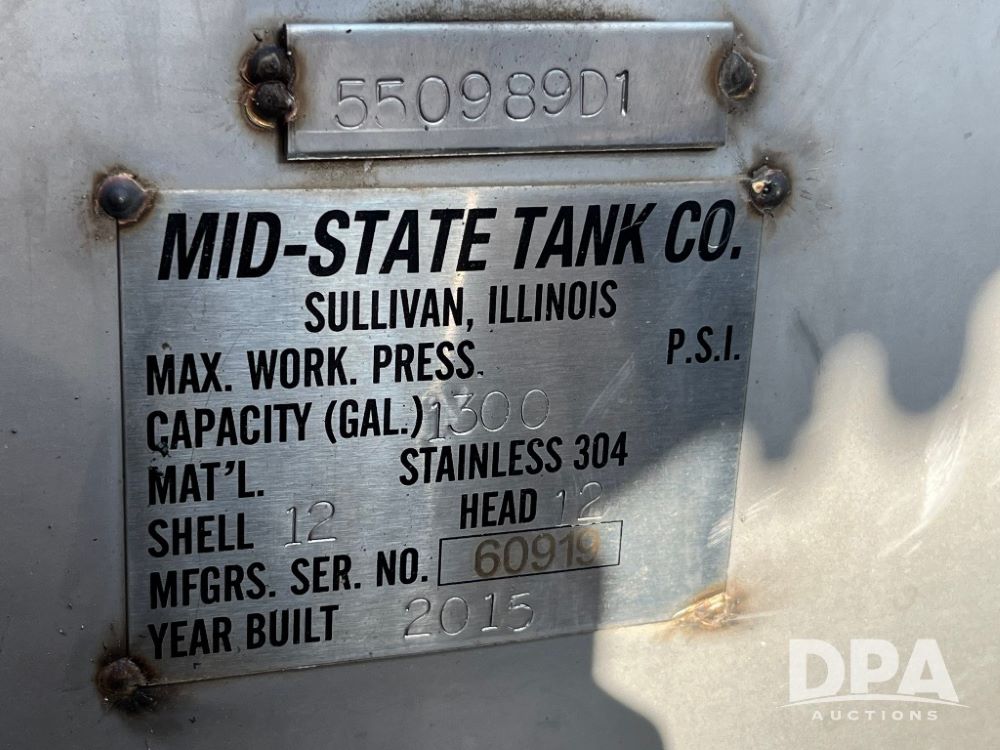 550989D1
MID-STATE TANK CO.
SULLIVAN, ILLINOIS
MAX. WORK. PRESS. P.S.I.
CAPACITY (GAL.) 1300
MAT'L. STAINLESS 304
SHELL 12 HEAD 12
MFGRS. SER. NO. 60919
YEAR BUILT 2015
DPA
AUCTIONS